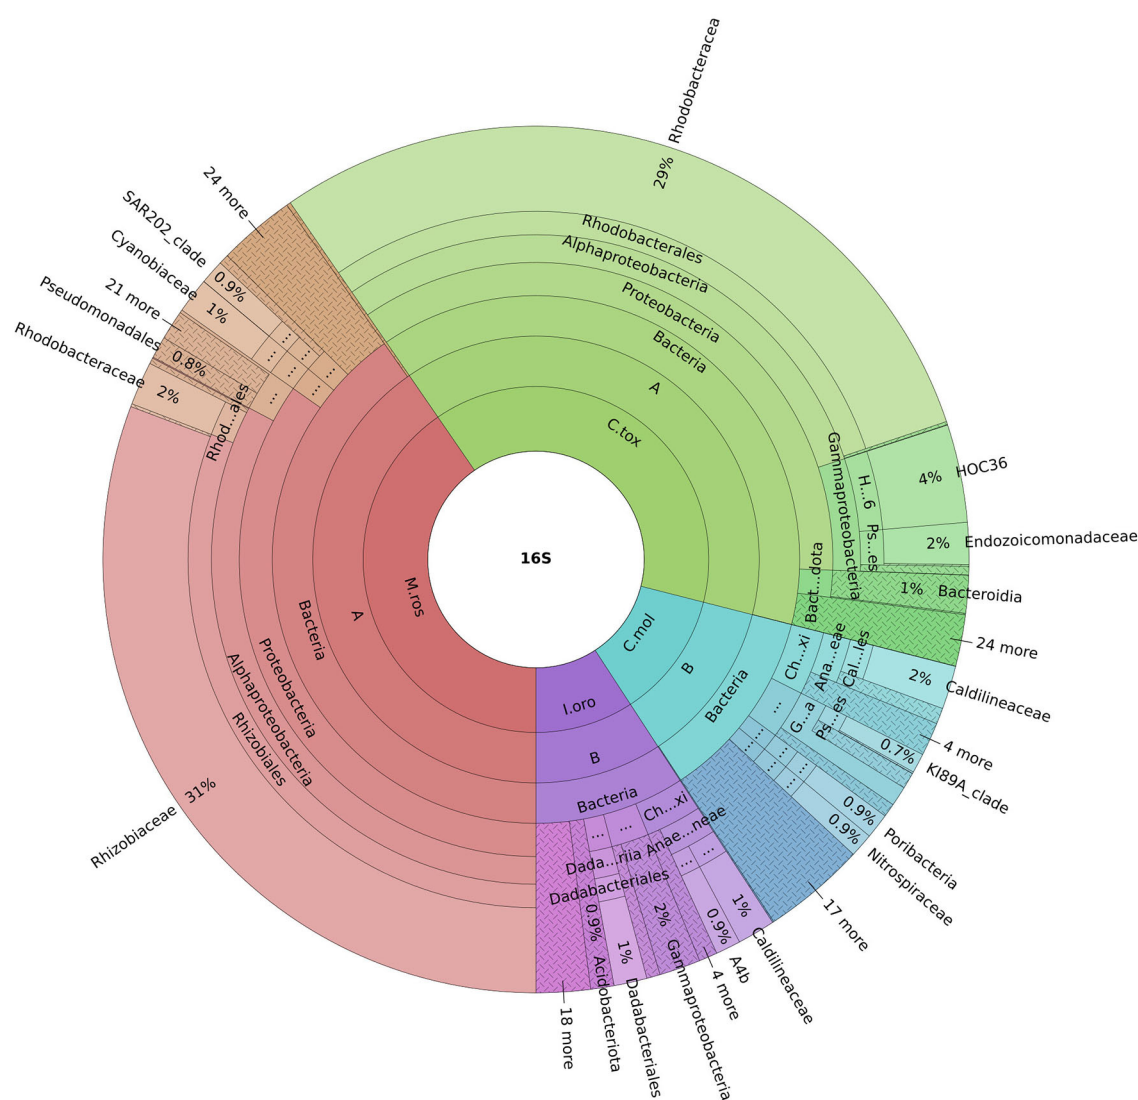 Rhodobacteracea
29%
Rhodobacterales
Alphaproteobacteria
Proteobacteria
Bacteria
A
C.tox
24 more
SAR202_clade
0.9%
Cyanobiaceae
1%
21 more
Pseudomonadales
0.8%
Rhodobacteraceae
2%
Rhod...ales
...
...
...
...
...
...
...
...
Gammaproteobacteria
H...6
4%
HOC36
Ps...es
2%
Endozoicomonadaceae
Bact...dota
1%
Bacteroidia
24 more
16S
M.ros
A
Bacteria
Proteobacteria
Alphaproteobacteria
Rhizobiales
31%
Rhizobiaceae
C.mol
B
Bacteria
Ch...xi
Ana...eae
Cal...les
2%
Caldilineaceae
4 more
...
G...a
Ps...es
0.7%
KI89A_clade
...
...
...
...
...
...
0.9%
Poribacteria
0.9%
Nitrospiraceae
17 more
I.oro
B
Bacteria
Ch...xi
Anae...neae
...
...
Dada...riia
Dadabacteriales
...
...
1%
Caldilineaceae
0.9%
A4b
4 more
2%
Gammaproteobacteria
1%
Dadabacteriales
0.9%
Acidobacteriota
18 more